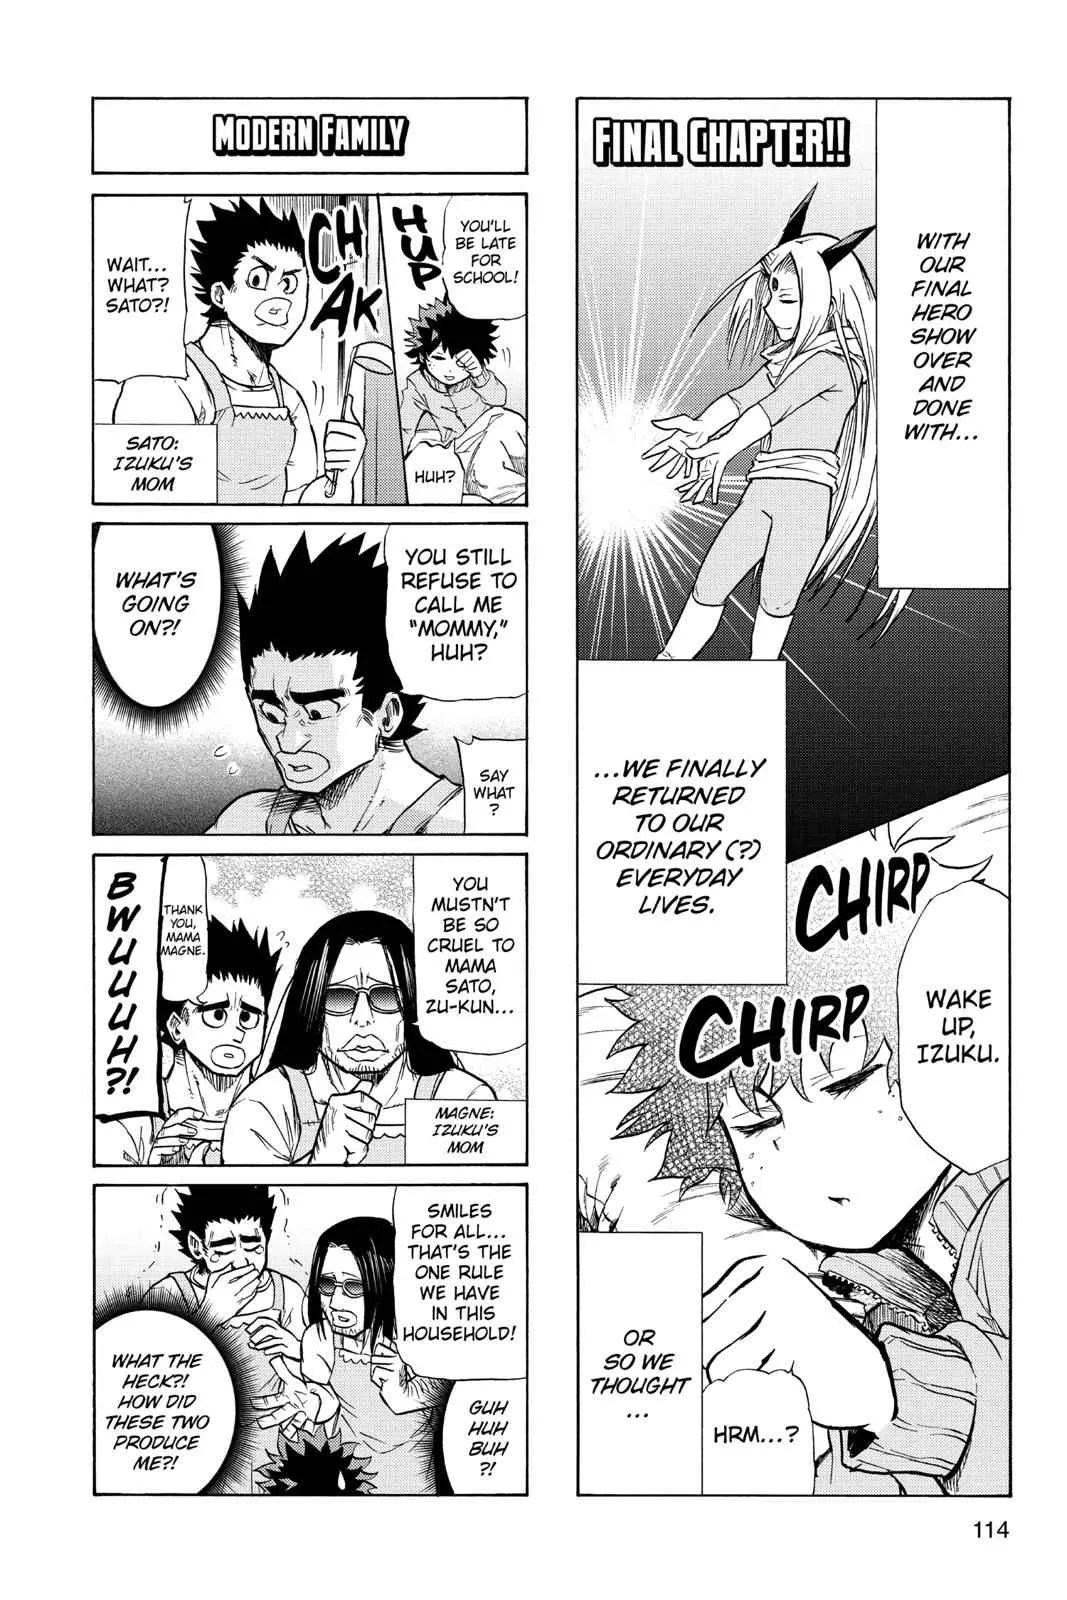 FINAL CHAPTER!!
WITH
OUR
FINAL
HERO
SHOW
OVER
AND
DONE
WITH...
...WE FINALLY
RETURNED
TO OUR
ORDINARY (?)
EVERYDAY
LIVES.
CHIRP
CHIRP
WAKE
UP,
IZUKU.
OR
SO WE
THOUGHT
...
HRM...?
MODERN FAMILY
YOU'LL
BE LATE
FOR
SCHOOL!
HUP
HUH?
CHAK
WAIT...
WHAT?
SATO?!
SATO:
IZUKU'S
MOM
YOU STILL
REFUSE TO
CALL ME
"MOMMY,"
HUH?
SAY
WHAT
?
WHAT'S
GOING
ON?!
YOU
MUSTN'T
BE SO
CRUEL TO
MAMA
SATO,
ZU-KUN...
MAGNE:
IZUKU'S
MOM
THANK
YOU,
MAMA
MAGNE.
BWUUUH?!
SMILES
FOR ALL...
THAT'S THE
ONE RULE
WE HAVE
IN THIS
HOUSEHOLD!
GUH
HUH
BUH
?!
WHAT THE
HECK?!
HOW DID
THESE TWO
PRODUCE
ME?!
114